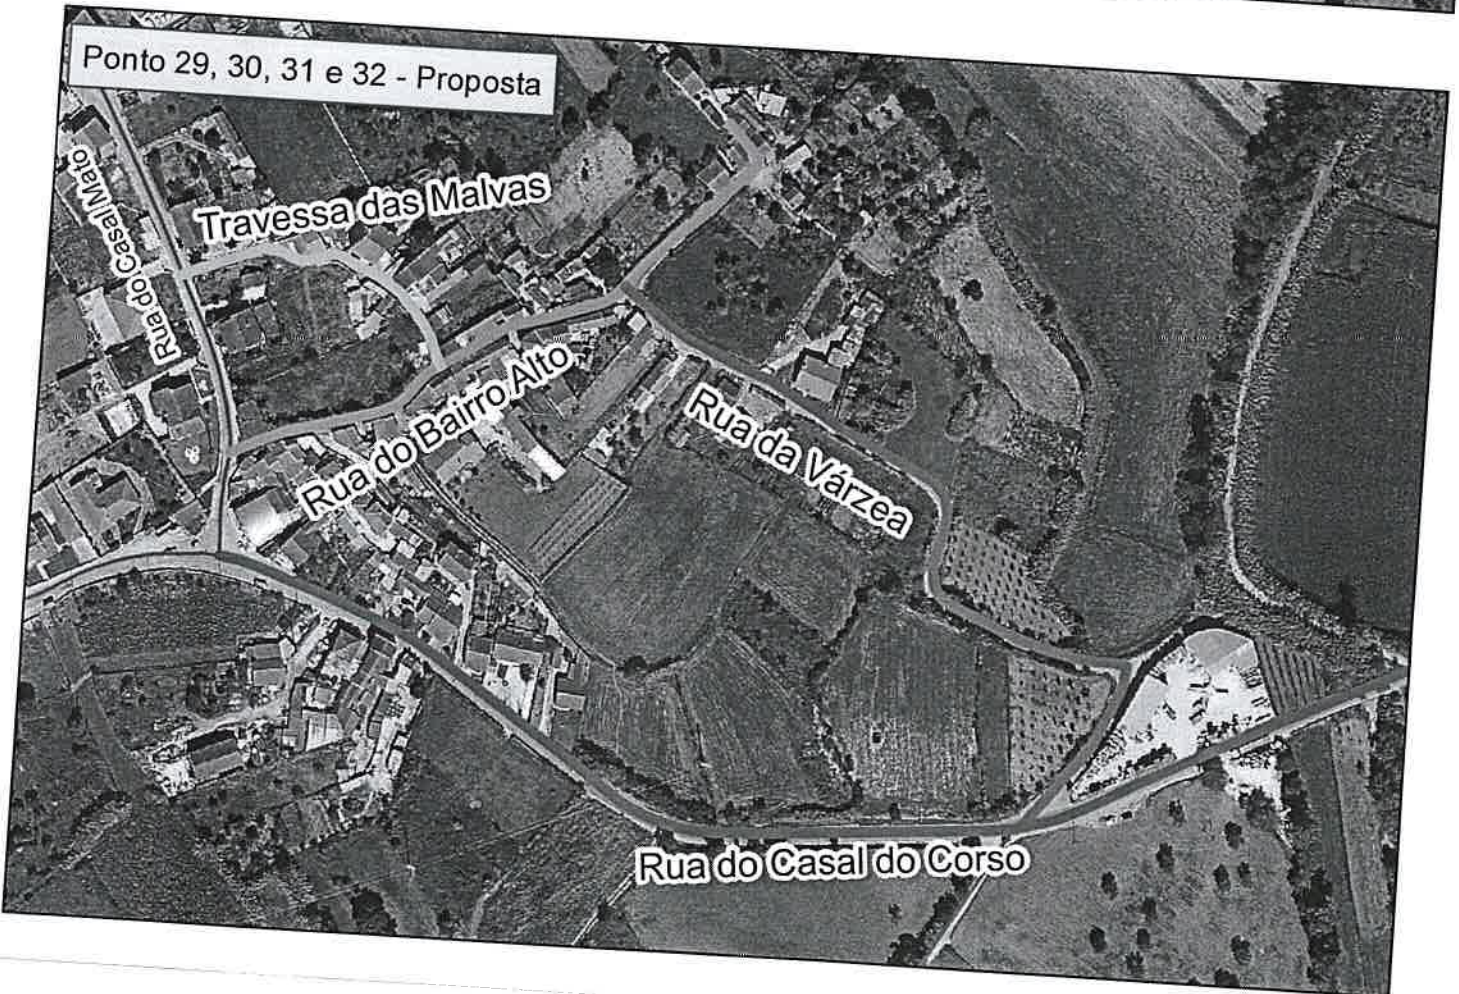 Ponto 29, 30, 31 e 32 - Proposta
Rua do Casal Mato
Travessa das Malvas
Rua do Bairro Alto
Rua da Várzea
Rua do Casal do Corso